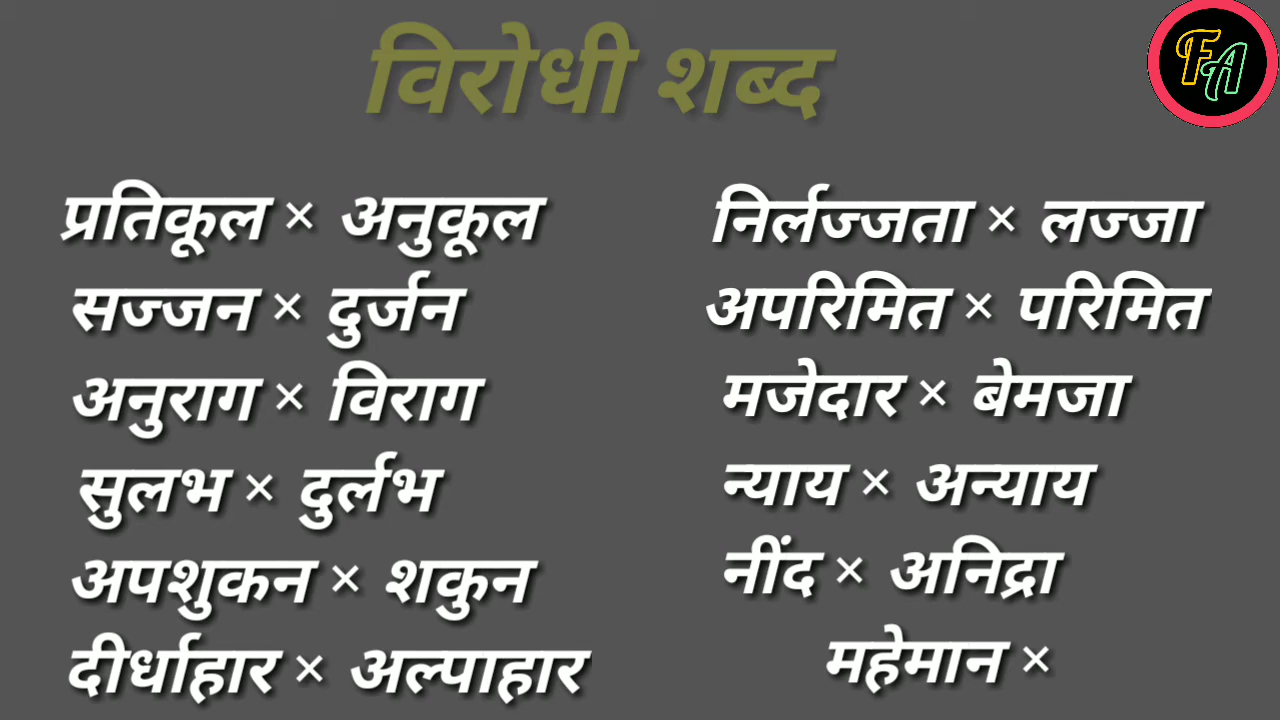 विरोधी शब्द
FA
प्रतिकूल × अनुकूल
सज्जन × दुर्जन
अनुराग × विराग
सुलभ × दुर्लभ
अपशुकन × शकुन
दीर्धाहार × अल्पाहार
निर्लज्जता × लज्जा
अपरिमित × परिमित
मजेदार × बेमजा
न्याय × अन्याय
नींद × अनिद्रा
महेमान ×